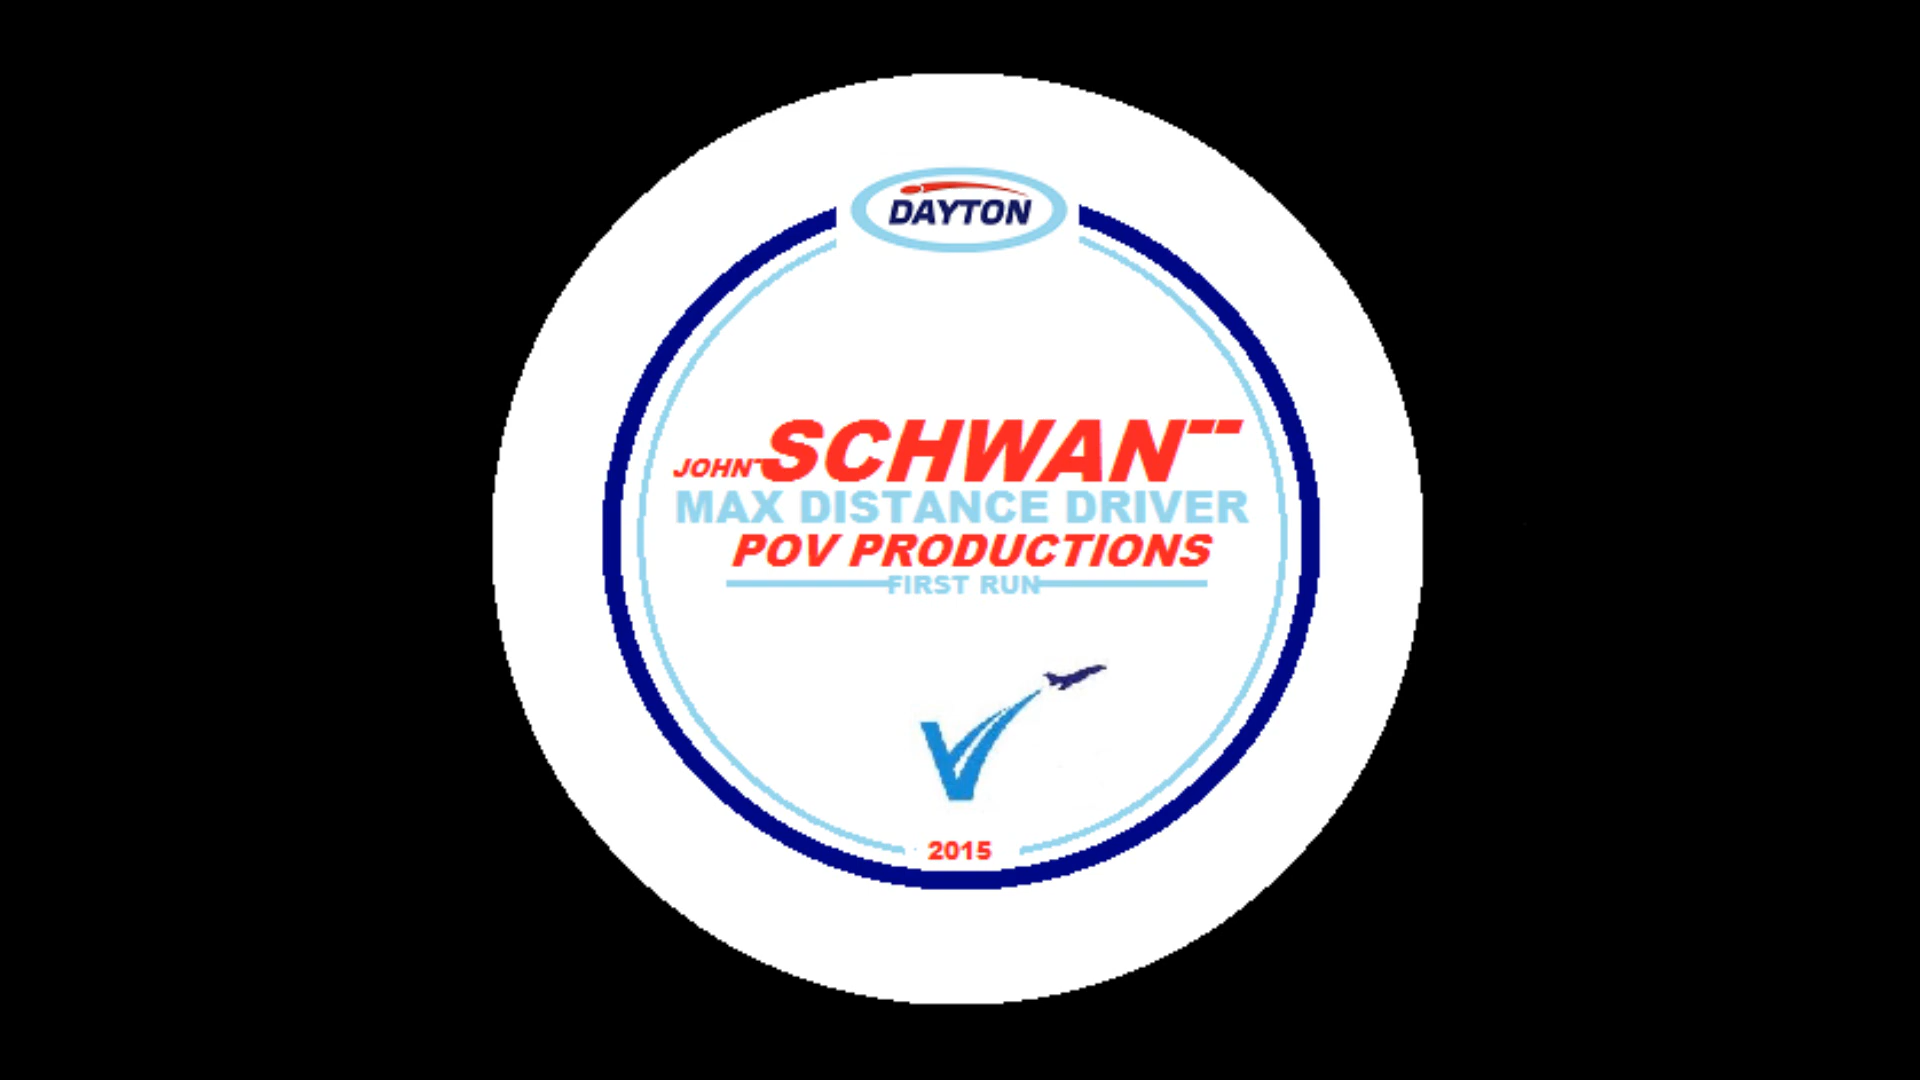 DAYTON
JOHN SCHWAN
MAX DISTANCE DRIVER
POV PRODUCTIONS
FIRST RUN
V
2015